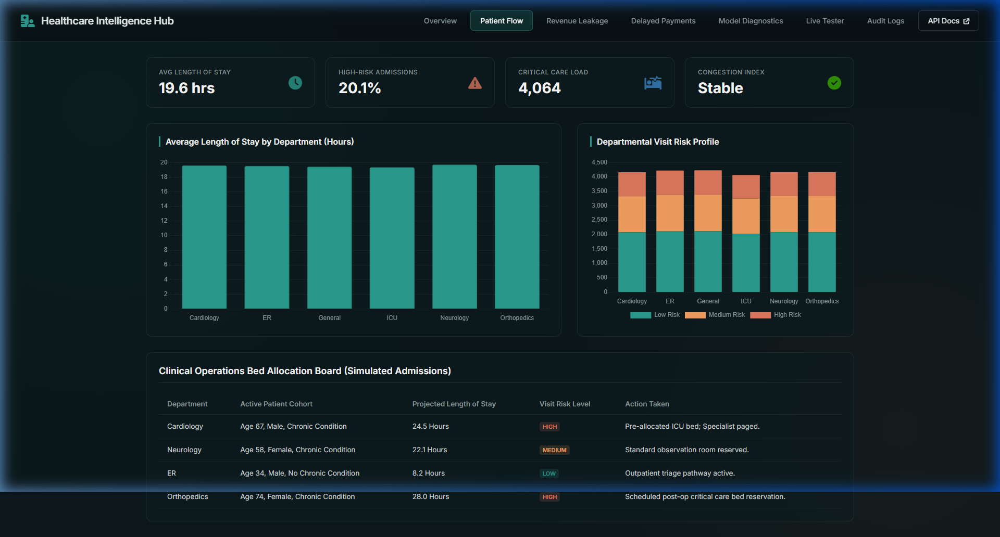 Healthcare Intelligence Hub
Overview
Patient Flow
Revenue Leakage
Delayed Payments
Model Diagnostics
Live Tester
Audit Logs
API Docs
AVG LENGTH OF STAY
19.6 hrs
HIGH-RISK ADMISSIONS
20.1%
CRITICAL CARE LOAD
4,064
CONGESTION INDEX
Stable
Average Length of Stay by Department (Hours)
20
18
16
14
12
10
8
6
4
2
0
Cardiology
ER
General
ICU
Neurology
Orthopedics
Departmental Visit Risk Profile
4,500
4,000
3,500
3,000
2,500
2,000
1,500
1,000
500
0
Cardiology
ER
General
ICU
Neurology
Orthopedics
Low Risk
Medium Risk
High Risk
Clinical Operations Bed Allocation Board (Simulated Admissions)
Department Active Patient Cohort Projected Length of Stay Visit Risk Level Action Taken
Cardiology Age 67, Male, Chronic Condition 24.5 Hours HIGH Pre-allocated ICU bed; Specialist paged.
Neurology Age 58, Female, Chronic Condition 22.1 Hours MEDIUM Standard observation room reserved.
ER Age 34, Male, No Chronic Condition 8.2 Hours LOW Outpatient triage pathway active.
Orthopedics Age 74, Female, Chronic Condition 28.0 Hours HIGH Scheduled post-op critical care bed reservation.